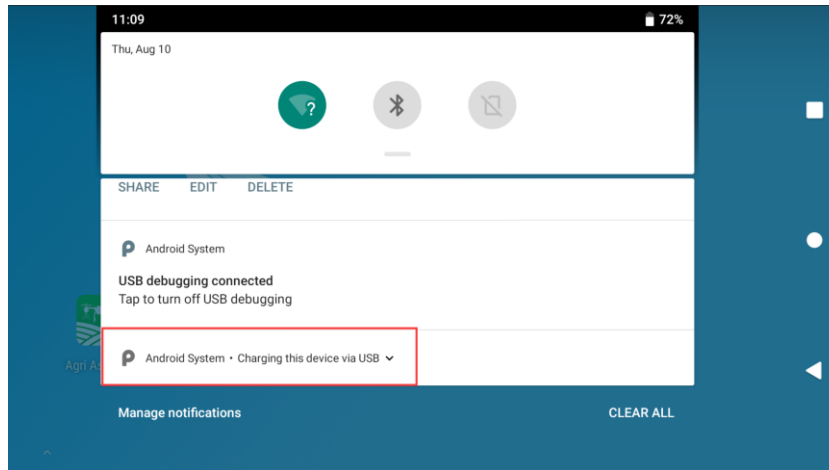 11:09
72%
Thu, Aug 10
?
SHARE EDIT DELETE
Android System
USB debugging connected
Tap to turn off USB debugging
Android System • Charging this device via USB
Agri A
Manage notifications
CLEAR ALL